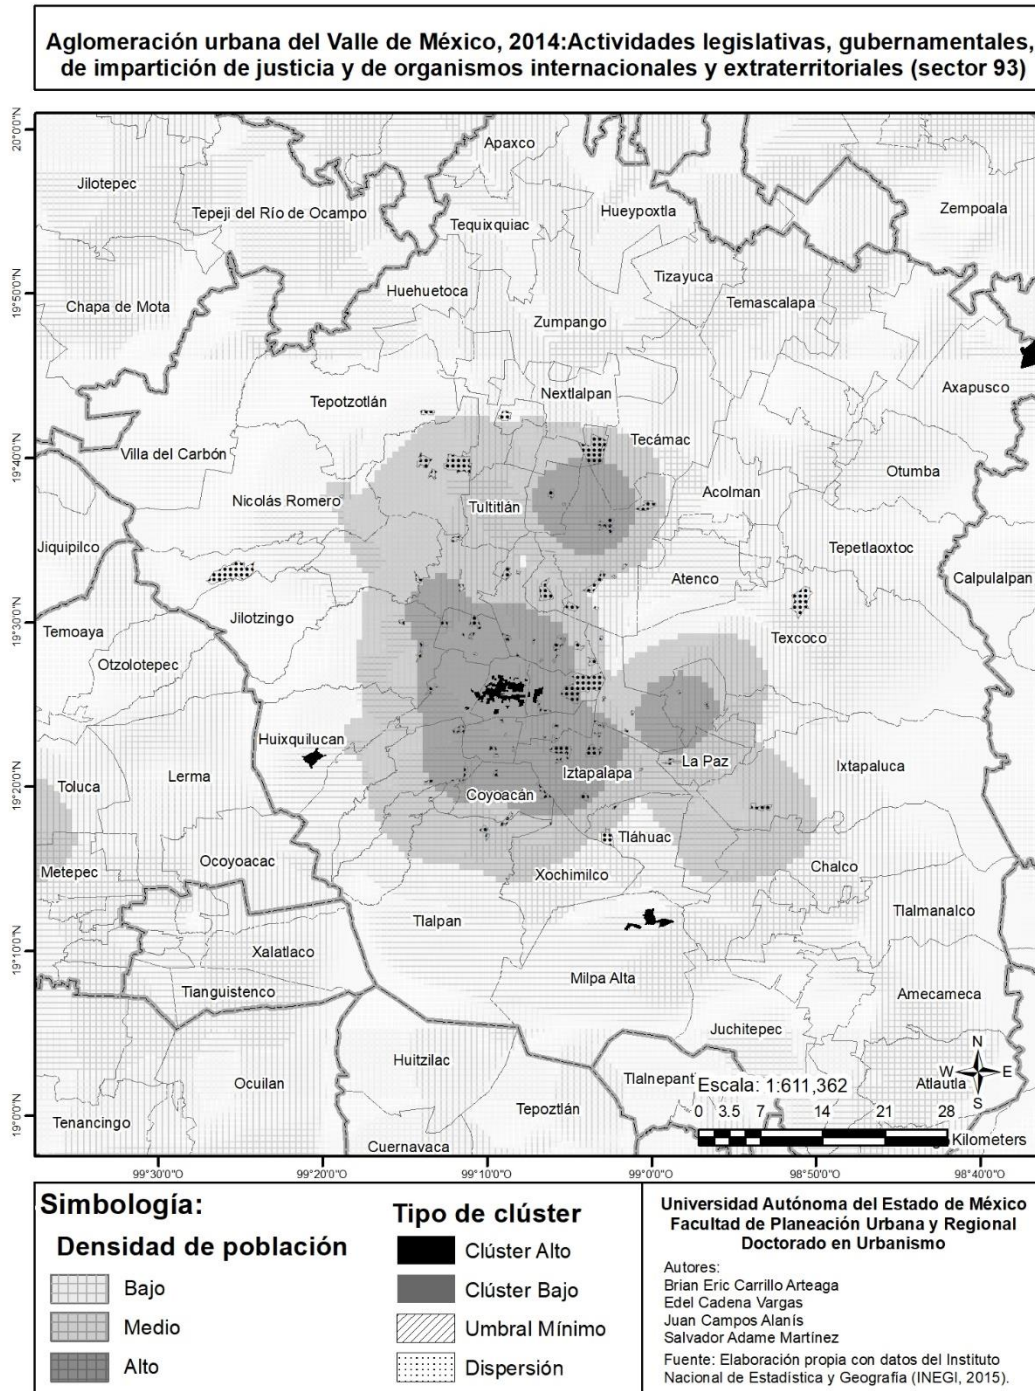 Aglomeración urbana del Valle de México, 2014:Actividades legislativas, gubernamentales,
de impartición de justicia y de organismos internacionales y extraterritoriales (sector 93)
20°0'0"N
Apaxco
Jilotepec
Tepeji del Río de Ocampo
Hueypoxtla
Zempoala
Tequixquiac
Tizayuca
19°50'0"N
Huehuetoca
Temascalapa
Chapa de Mota
Zumpango
Axapusco
Tepotzotlán
Nextlalpan
Tecámac
19°40'0"N
Villa del Carbón
Otumba
Nicolás Romero
Tultitlán
Acolman
Jiquipilco
Tepetlaoxtoc
Atenco
Calpulalpan
19°30'0"N
Jilotzingo
Temoaya
Texcoco
Otzolotepec
Huixquilucan
La Paz
Ixtapaluca
Lerma
Iztapalapa
19°20'0"N
Toluca
Coyoacán
Tláhuac
Ocoyoacac
Metepec
Chalco
Xochimilco
Tlalpan
Tlalmanalco
19°10'0"N
Xalatlaco
Milpa Alta
Tianguistenco
Amecameca
Juchitepec
N
Huitzilac
W E
Ocuilan
Tlalnepant
Escala: 1:611,362
Atlautla
S
19°0'0"N
Tenancingo
Tepoztlán
0 3.5 7 14 21 28
Kilometers
Cuernavaca
99°30'0"O 99°20'0"O 99°10'0"O 99°0'0"O 98°50'0"O 98°40'0"O
Simbología:
Densidad de población
Bajo
Medio
Alto
Tipo de clúster
Clúster Alto
Clúster Bajo
Umbral Mínimo
Dispersión
Universidad Autónoma del Estado de México
Facultad de Planeación Urbana y Regional
Doctorado en Urbanismo
Autores:
Brian Eric Carrillo Arteaga
Edel Cadena Vargas
Juan Campos Alanís
Salvador Adame Martínez
Fuente: Elaboración propia con datos del Instituto
Nacional de Estadística y Geografía (INEGI, 2015).